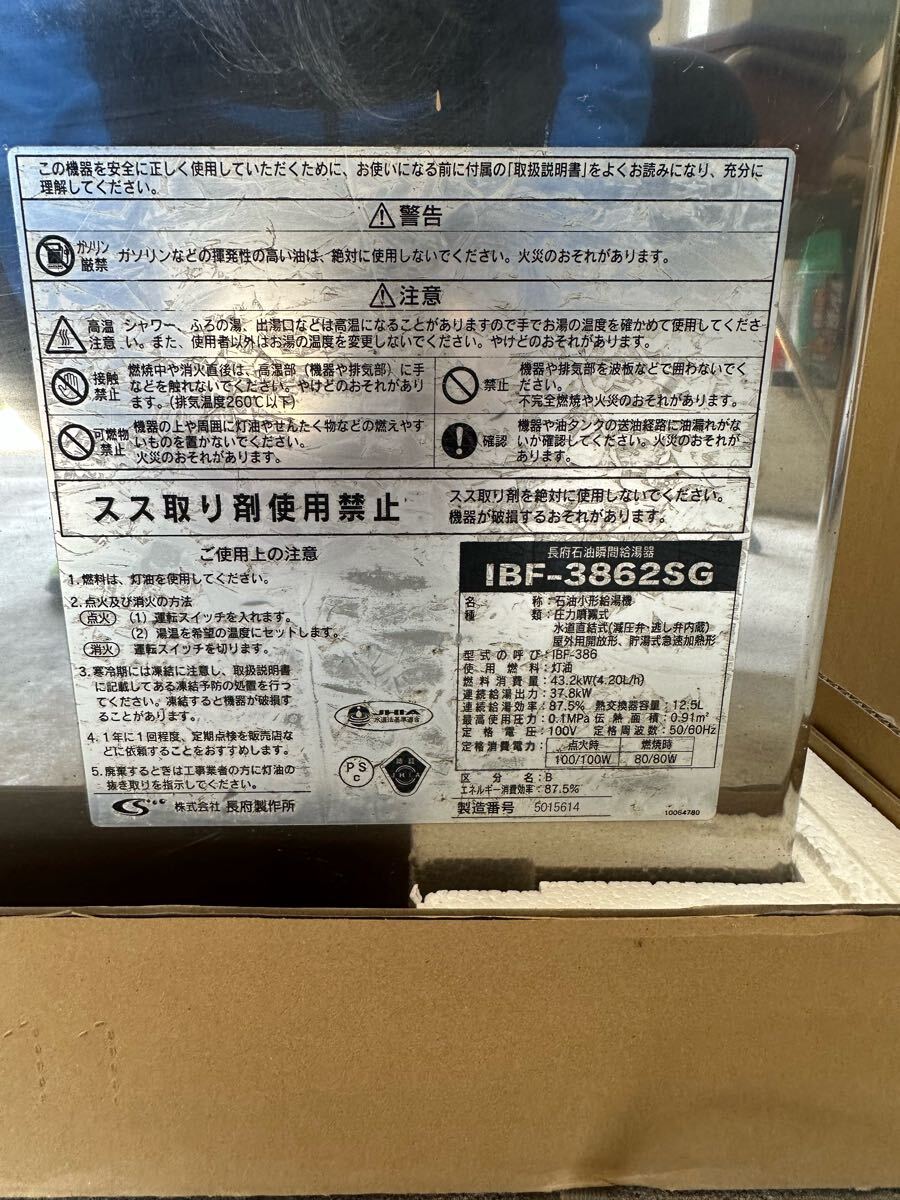 この機器を安全に正しく使用していただくために、お使いになる前に付属の「取扱説明書」をよくお読みになり、充分に
理解してください。
⚠警告
ガソリン
厳禁
ガソリンなどの揮発性の高い油は、絶対に使用しないでください。火災のおそれがあります。
⚠注意
高温
注意
シャワー、ふろの湯、出湯口などは高温になることがありますので手でお湯の温度を確かめて使用してくださ
い。また、使用者以外はお湯の温度を変更しないでください。やけどのおそれがあります。
接触
禁止
燃焼中や消火直後は、高温部（機器や排気部）に手
などを触れないでください。やけどのおそれがあり
ます。(排気温度260℃以下)
禁止
機器や排気部を波板などで囲わないでく
ださい。
不完全燃焼や火災のおそれがあります。
可燃物
禁止
機器の上や周囲に灯油やせんたく物などの燃えやす
いものを置かないでください。
火災のおそれがあります。
確認
機器や油タンクの送油経路に油漏れがな
いか確認してください。火災のおそれが
あります。
スス取り剤使用禁止
スス取り剤を絶対に使用しないでください。
機器が破損するおそれがあります。
ご使用上の注意
1.燃料は、灯油を使用してください。
2.点火及び消火の方法
点火 (1) 運転スイッチを入れます。
(2) 湯温を希望の温度にセットします。
消火 運転スイッチを切ります。
3.寒冷期には凍結に注意し、取扱説明書
に記載してある凍結予防の処置を行っ
てください。凍結すると機器が破損す
ることがあります。
4.1年に1回程度、定期点検を販売店な
どに依頼することをおすすめします。
5.廃棄するときは工事業者の方に灯油の
抜き取りを指示してください。
株式会社 長府製作所
JHIA
水道法基準適合
PS
C
JHIA
長府石油瞬間給湯器
IBF-3862SG
名称：石油小形給湯機
種類：圧力噴霧式
水道直結式(減圧弁・逃し弁内蔵)
屋外用開放形、貯湯式急速加熱形
型式の呼び：IBF-386
使用燃料：灯油
燃料消費量：43.2kW(4.20L/h)
連続給湯出力：37.8kW
連続給湯効率：87.5% 熱交換器容量：12.5L
最高使用圧力：0.1MPa 伝熱面積：0.91㎡
定格電圧：100V 定格周波数：50/60Hz
定格消費電力： 点火時 燃焼時
100/100W 80/80W
区分名：B
エネルギー消費効率：87.5%
製造番号 5015614
10064780